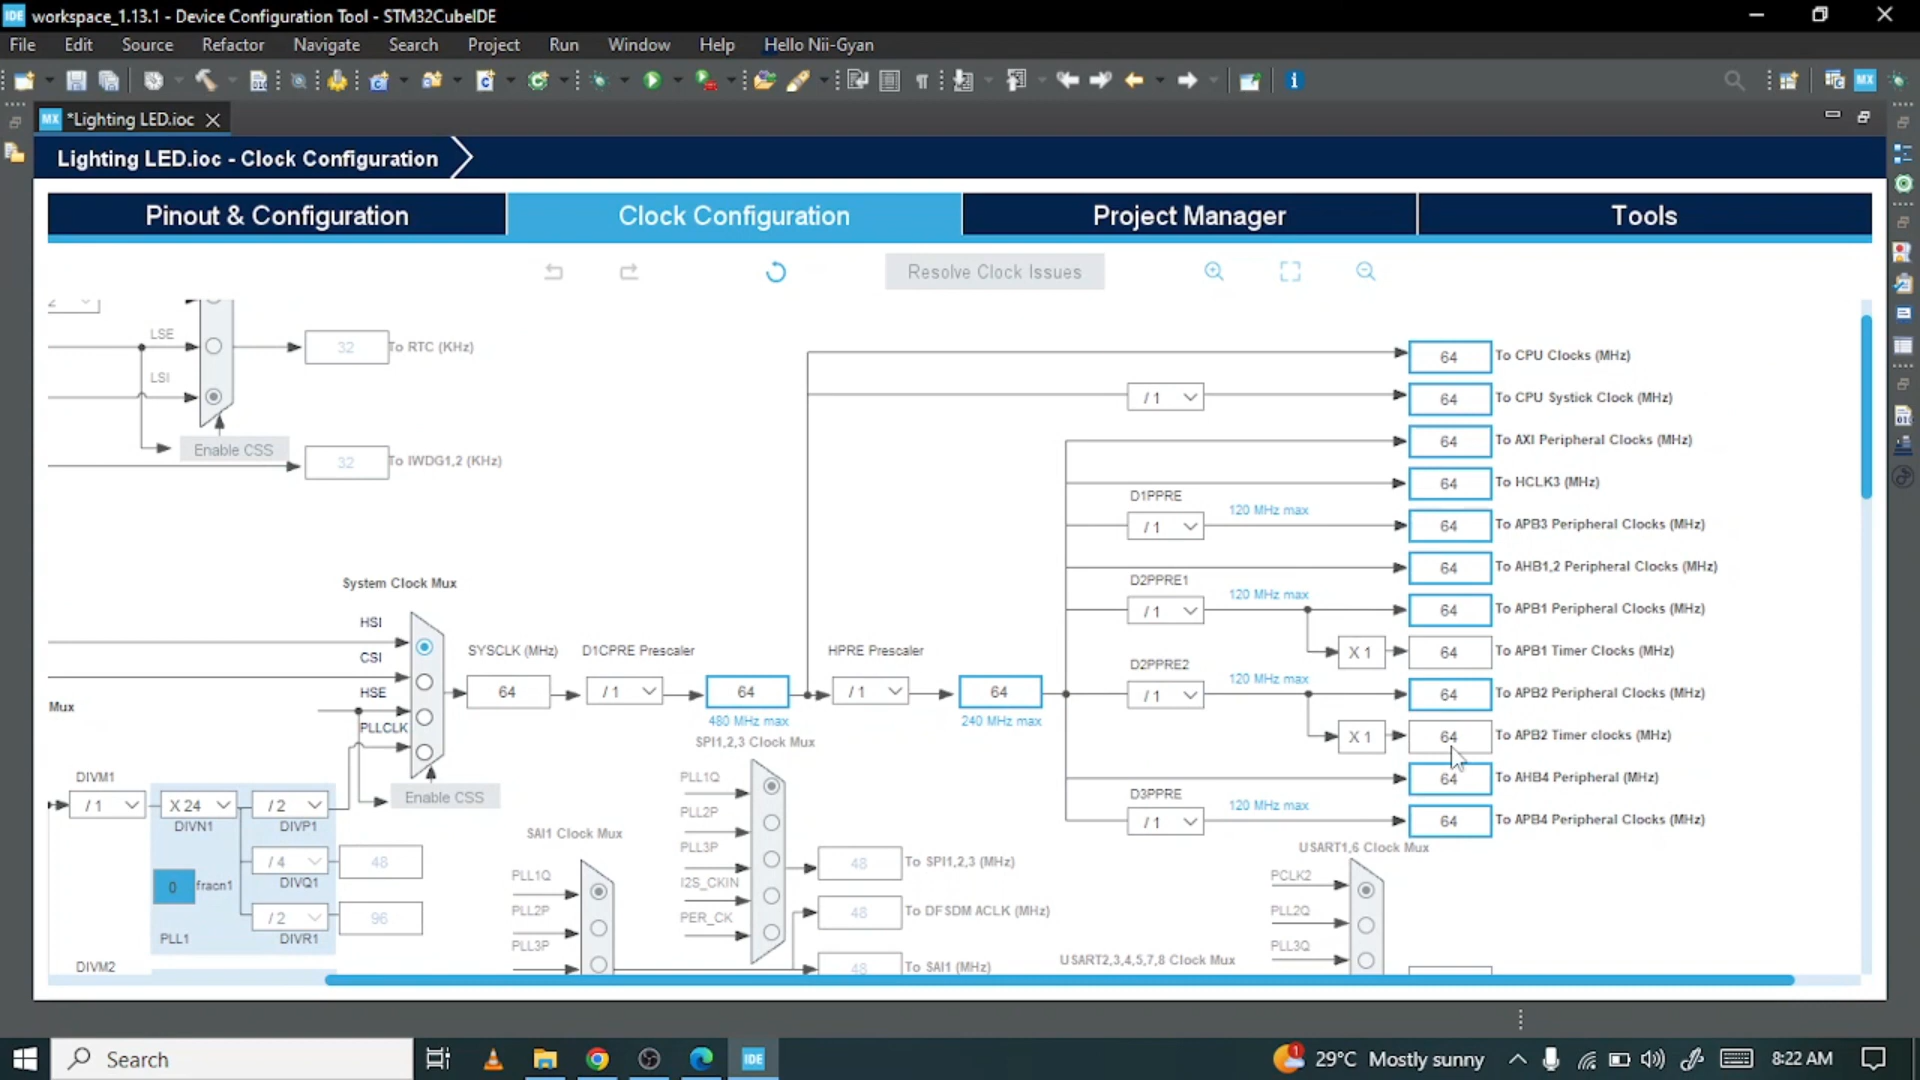 IDE workspace_1.13.1 - Device Configuration Tool - STM32CubeIDE
File Edit Source Refactor Navigate Search Project Run Window Help Hello Nii-Gyan
MX *Lighting LED.ioc
Lighting LED.ioc - Clock Configuration
Pinout & Configuration Clock Configuration Project Manager Tools
Resolve Clock Issues
LSE
32 To RTC (KHz)
LSI
Enable CSS
32 To IWDG1,2 (KHz)
64 To CPU Clocks (MHz)
/ 1 64 To CPU Systick Clock (MHz)
64 To AXI Peripheral Clocks (MHz)
64 To HCLK3 (MHz)
D1PPRE
120 MHz max
/ 1 64 To APB3 Peripheral Clocks (MHz)
64 To AHB1,2 Peripheral Clocks (MHz)
D2PPRE1
120 MHz max
/ 1 64 To APB1 Peripheral Clocks (MHz)
X 1 64 To APB1 Timer Clocks (MHz)
D2PPRE2
120 MHz max
/ 1 64 To APB2 Peripheral Clocks (MHz)
X 1 64 To APB2 Timer clocks (MHz)
64 To AHB4 Peripheral (MHz)
D3PPRE
120 MHz max
/ 1 64 To APB4 Peripheral Clocks (MHz)
System Clock Mux
HSI
CSI
HSE
PLLCLK
SYSCLK (MHz) D1CPRE Prescaler HPRE Prescaler
64 / 1 64 / 1 64
480 MHz max 240 MHz max
Enable CSS
Mux
DIVM1
/ 1 X 24 / 2
DIVN1 DIVP1
/ 4 48
DIVQ1
0 fracn1
/ 2 96
PLL1 DIVR1
DIVM2
SPI1,2,3 Clock Mux
PLL1Q
PLL2P
PLL3P
I2S_CKIN
PER_CK
48 To SPI1,2,3 (MHz)
48 To DFSDM ACLK (MHz)
48 To SAI1 (MHz)
SAI1 Clock Mux
PLL1Q
PLL2P
PLL3P
USART1,6 Clock Mux
PCLK2
PLL2Q
PLL3Q
USART2,3,4,5,7,8 Clock Mux
Search IDE 1 29°C Mostly sunny 8:22 AM